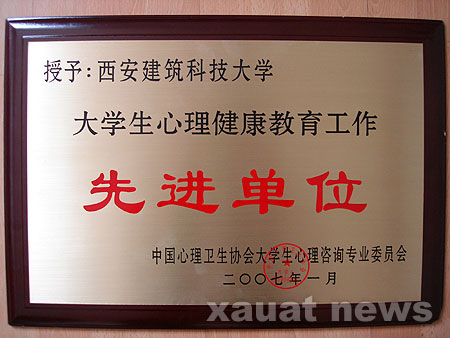 授予：西安建筑科技大学
大学生心理健康教育工作
先进单位
中国心理卫生协会大学生心理咨询专业委员会
二〇〇七年一月
xauat news